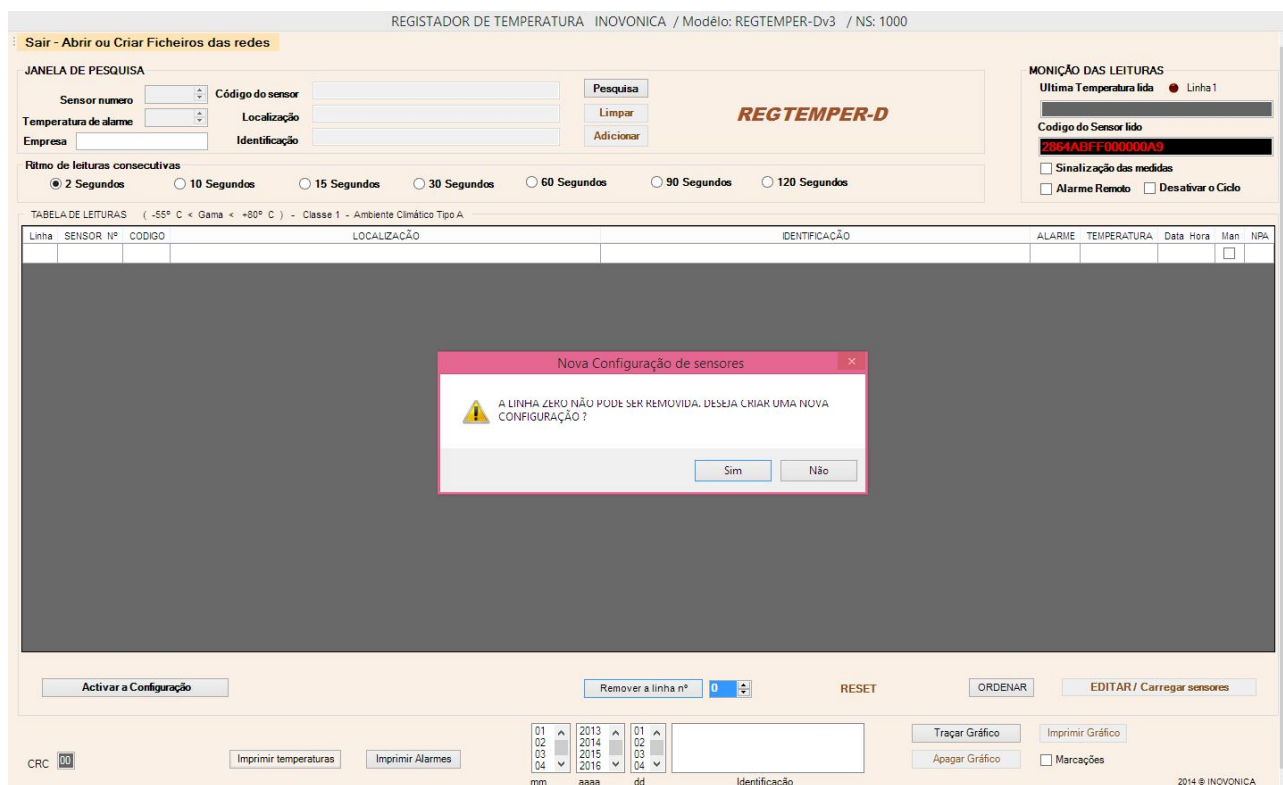 REGISTADOR DE TEMPERATURA INOVONICA / Modêlo: REGTEMPER-Dv3 / NS: 1000
Sair - Abrir ou Criar Ficheiros das redes
JANELA DE PESQUISA
Sensor numero
Temperatura de alarme
Empresa
Código do sensor
Localização
Identificação
Pesquisa
Limpar
Adicionar
REGTEMPER-D
MONIÇÃO DAS LEITURAS
Ultima Temperatura lida Linha1
Codigo do Sensor lido
2864ABFF000000A9
Sinalização das medidas
Alarme Remoto Desativar o Ciclo
Ritmo de leituras consecutivas
2 Segundos 10 Segundos 15 Segundos 30 Segundos 60 Segundos 90 Segundos 120 Segundos
TABELA DE LEITURAS ( -55º C < Gama < +80º C ) - Classe 1 - Ambiente Climático Tipo A
Linha SENSOR Nº CODIGO LOCALIZAÇÃO IDENTIFICAÇÃO ALARME TEMPERATURA Data Hora Man NPA
Nova Configuração de sensores
A LINHA ZERO NÃO PODE SER REMOVIDA. DESEJA CRIAR UMA NOVA
CONFIGURAÇÃO ?
Sim Não
Activar a Configuração Remover a linha nº 0 RESET ORDENAR EDITAR / Carregar sensores
CRC 00
Imprimir temperaturas Imprimir Alarmes
01
02
03
04
mm
2013
2014
2015
2016
aaaa
01
02
03
04
dd
Identificação
Traçar Gráfico Imprimir Gráfico
Apagar Gráfico Marcações
2014 @ INOVONICA